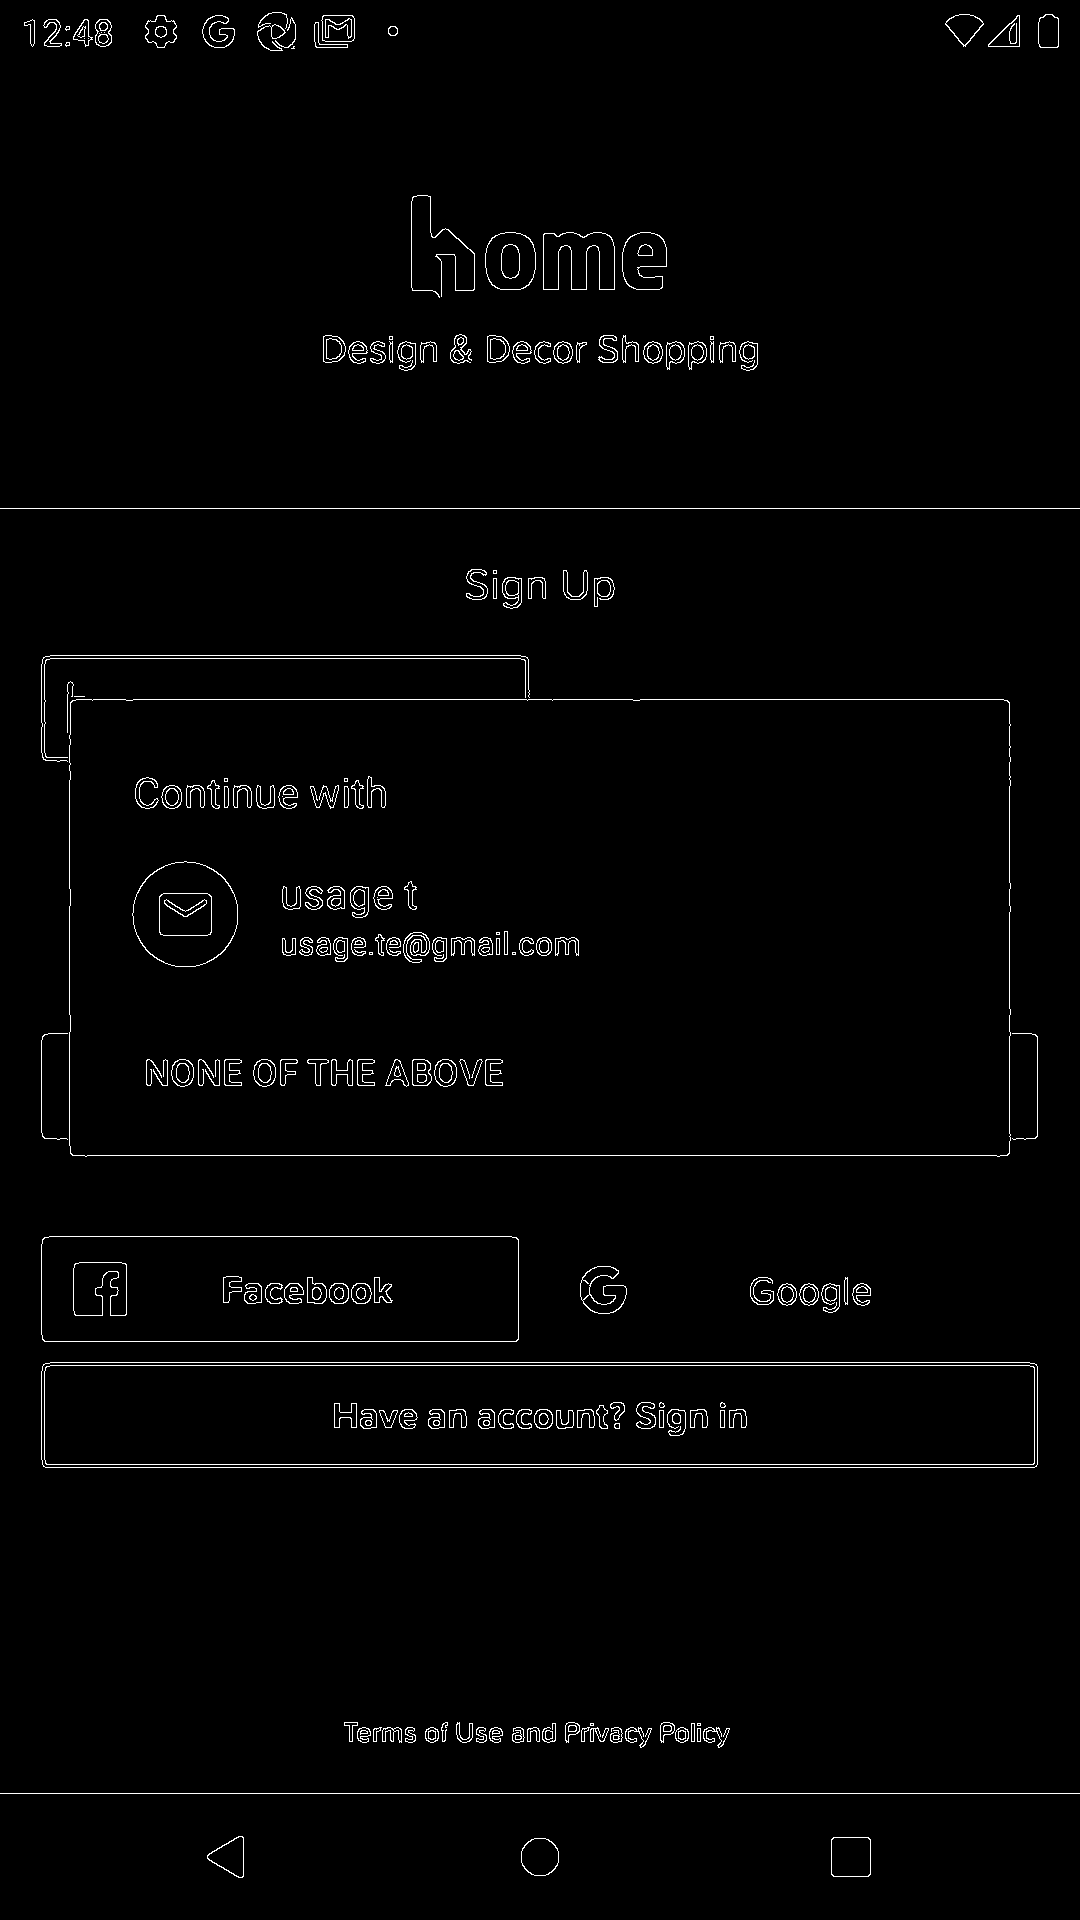 12:48
home
Design & Decor Shopping
Sign Up
Continue with
usage t
usage.te@gmail.com
NONE OF THE ABOVE
Facebook
Google
Have an account? Sign in
Terms of Use and Privacy Policy